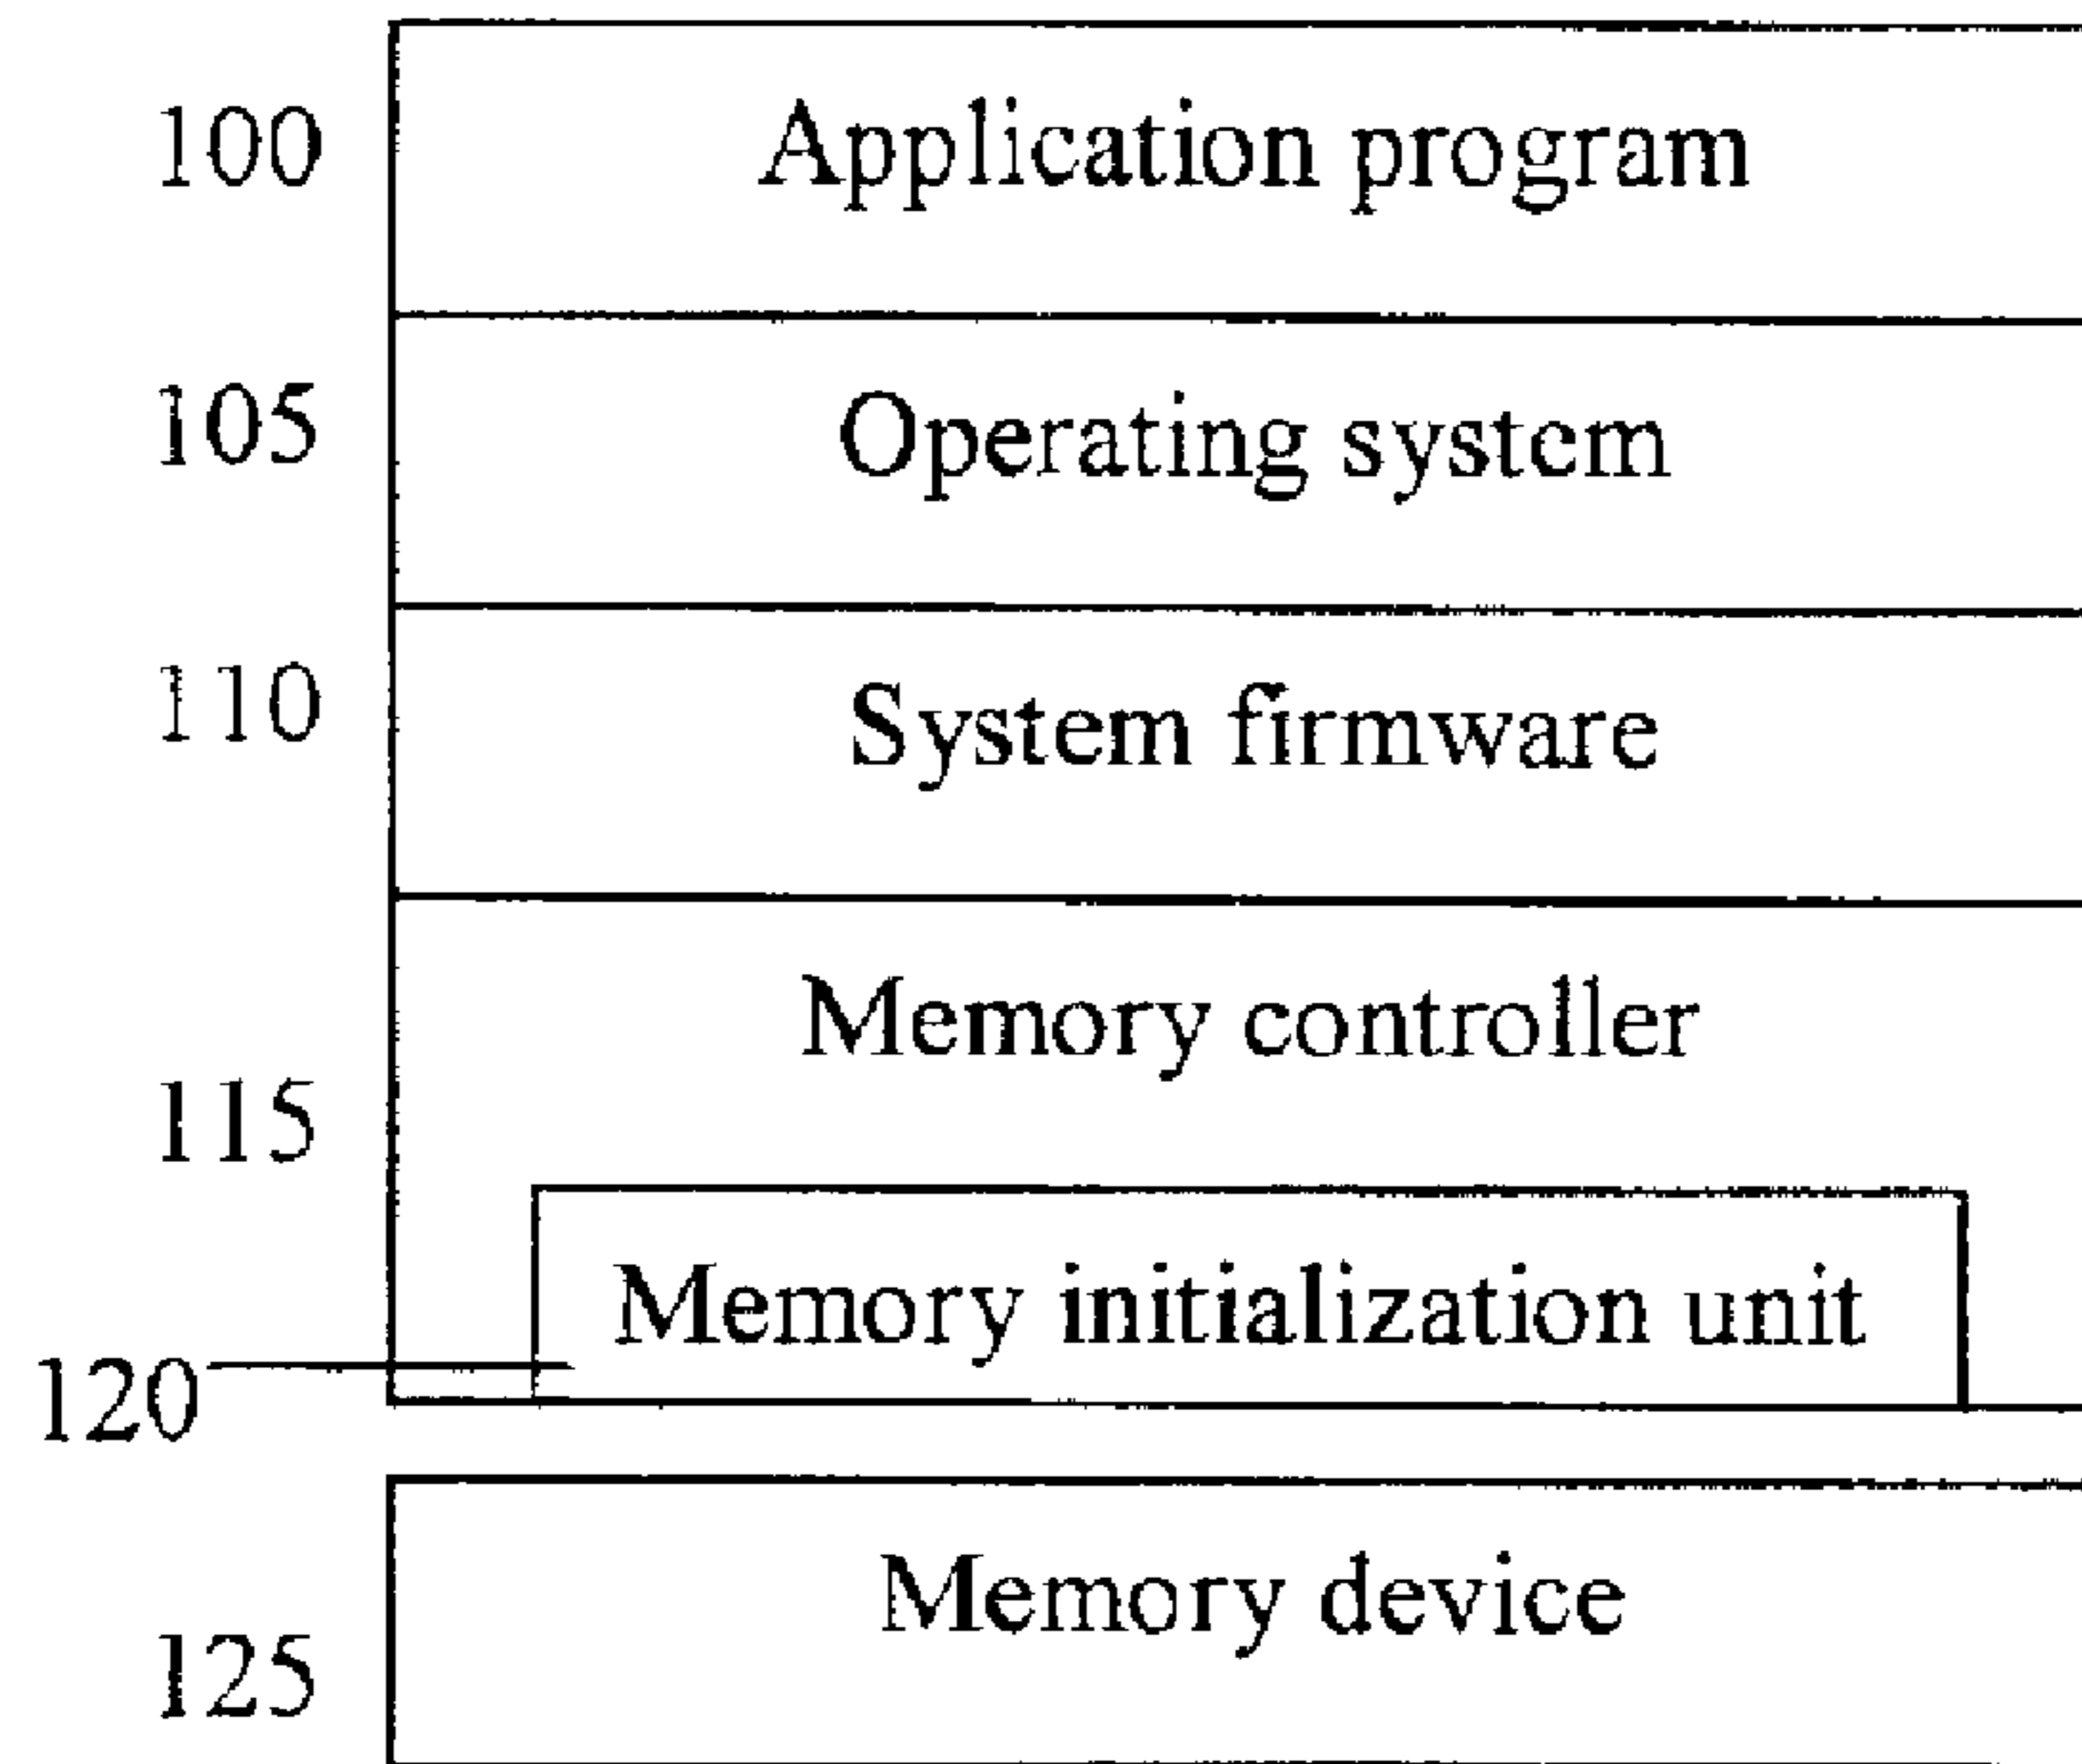 100 Application program
105 Operating system
110 System firmware
Memory controller
115
Memory initialization unit
120
Memory device
125